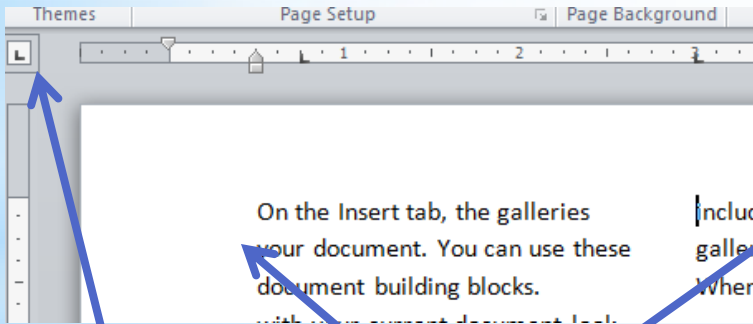 Themes Page Setup Page Background
L 1 2 3
On the Insert tab, the galleries
your document. You can use these
document building blocks.
with your current document look
includ
galle
When